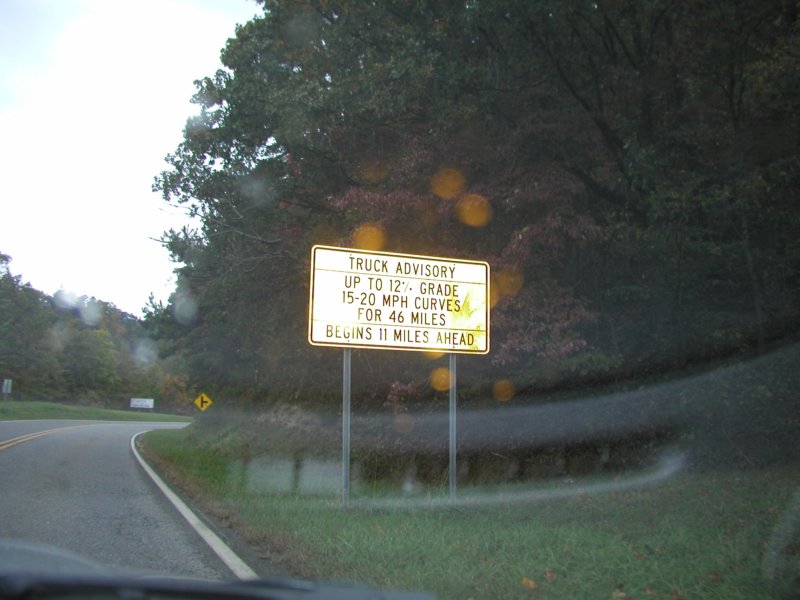 TRUCK ADVISORY
UP TO 12% GRADE
15-20 MPH CURVES
FOR 46 MILES
BEGINS 11 MILES AHEAD